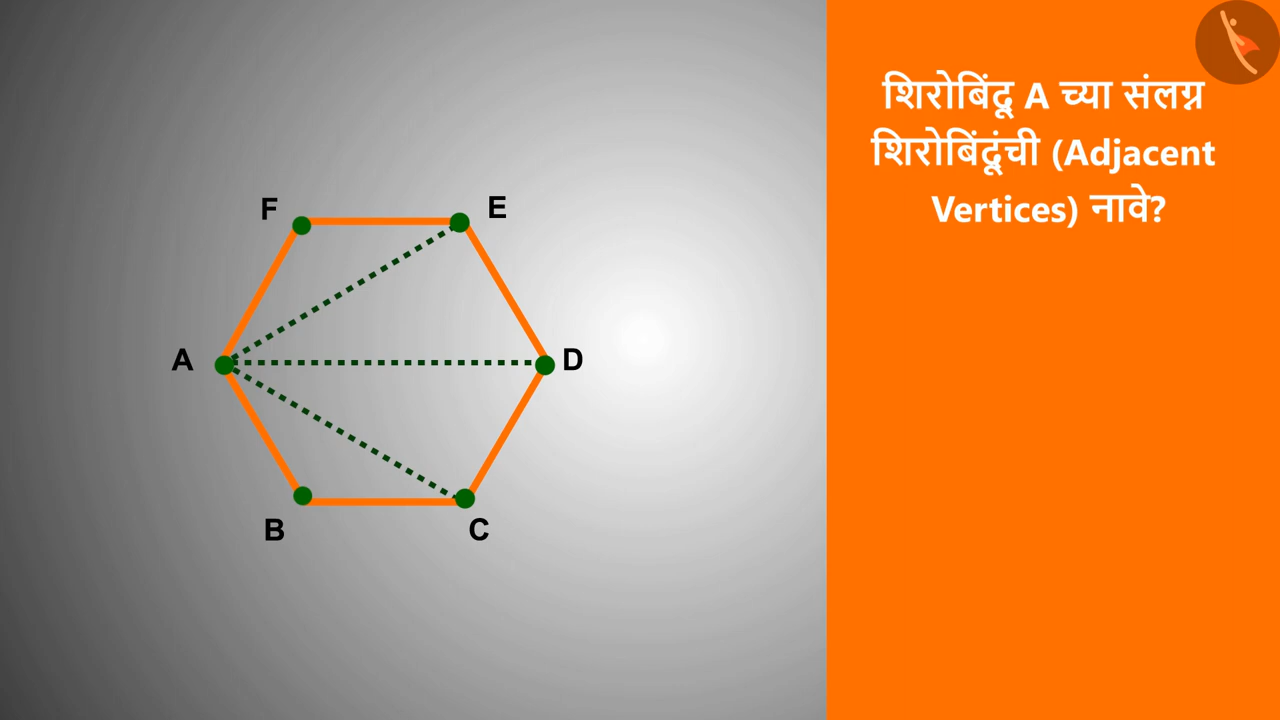 शिरोबिंदू A च्या संलग्न
शिरोबिंदूंची (Adjacent
Vertices) नावे?
F
E
A
D
B
C